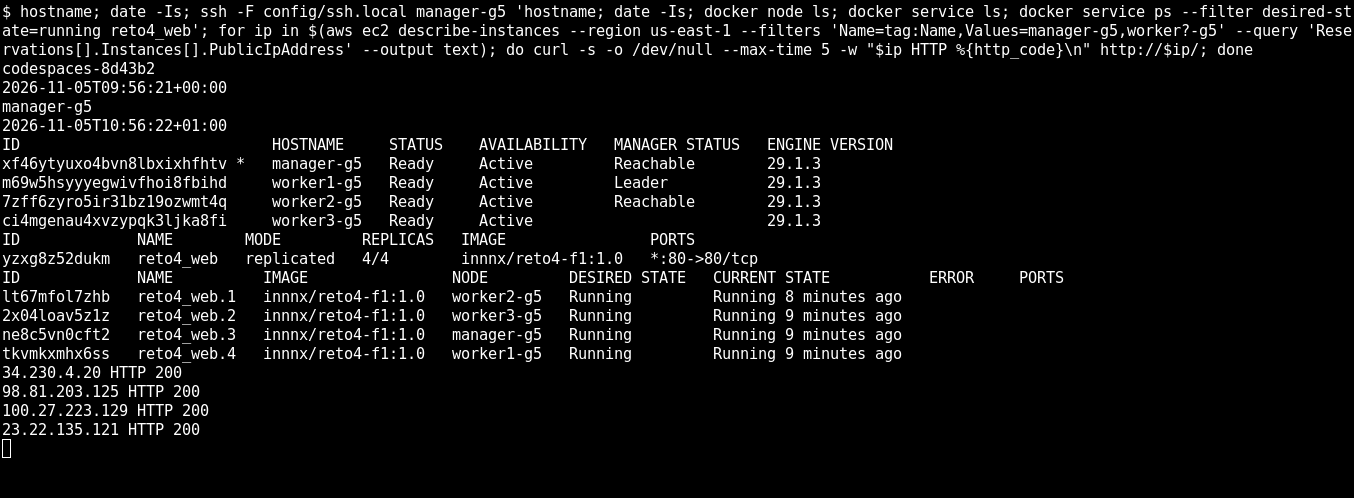 $ hostname; date -Is; ssh -F config/ssh.local manager-g5 'hostname; date -Is; docker node ls; docker service ls; docker service ps --filter desired-st
ate=running reto4_web'; for ip in $(aws ec2 describe-instances --region us-east-1 --filters 'Name=tag:Name,Values=manager-g5,worker?-g5' --query 'Rese
rvations[].Instances[].PublicIpAddress' --output text); do curl -s -o /dev/null --max-time 5 -w "$ip HTTP %{http_code}\n" http://$ip/; done
codespaces-8d43b2
2026-11-05T09:56:21+00:00
manager-g5
2026-11-05T10:56:22+01:00
ID                            HOSTNAME     STATUS    AVAILABILITY   MANAGER STATUS   ENGINE VERSION
xf46ytyuxo4bvn8lbxixhfhtv *   manager-g5   Ready     Active         Reachable        29.1.3
m69w5hsyyyegwivfhoi8fbihd     worker1-g5   Ready     Active         Leader           29.1.3
7zff6zyro5ir31bz19ozwmt4q     worker2-g5   Ready     Active         Reachable        29.1.3
ci4mgenau4xvzypqk3ljka8fi     worker3-g5   Ready     Active                          29.1.3
ID             NAME        MODE         REPLICAS   IMAGE                PORTS
yzxg8z52dukm   reto4_web   replicated   4/4        innnx/reto4-f1:1.0   *:80->80/tcp
ID             NAME          IMAGE                NODE         DESIRED STATE   CURRENT STATE           ERROR     PORTS
lt67mfol7zhb   reto4_web.1   innnx/reto4-f1:1.0   worker2-g5   Running         Running 8 minutes ago
2x04loav5z1z   reto4_web.2   innnx/reto4-f1:1.0   worker3-g5   Running         Running 9 minutes ago
ne8c5vn0cft2   reto4_web.3   innnx/reto4-f1:1.0   manager-g5   Running         Running 9 minutes ago
tkvmkxmhx6ss   reto4_web.4   innnx/reto4-f1:1.0   worker1-g5   Running         Running 9 minutes ago
34.230.4.20 HTTP 200
98.81.203.125 HTTP 200
100.27.223.129 HTTP 200
23.22.135.121 HTTP 200